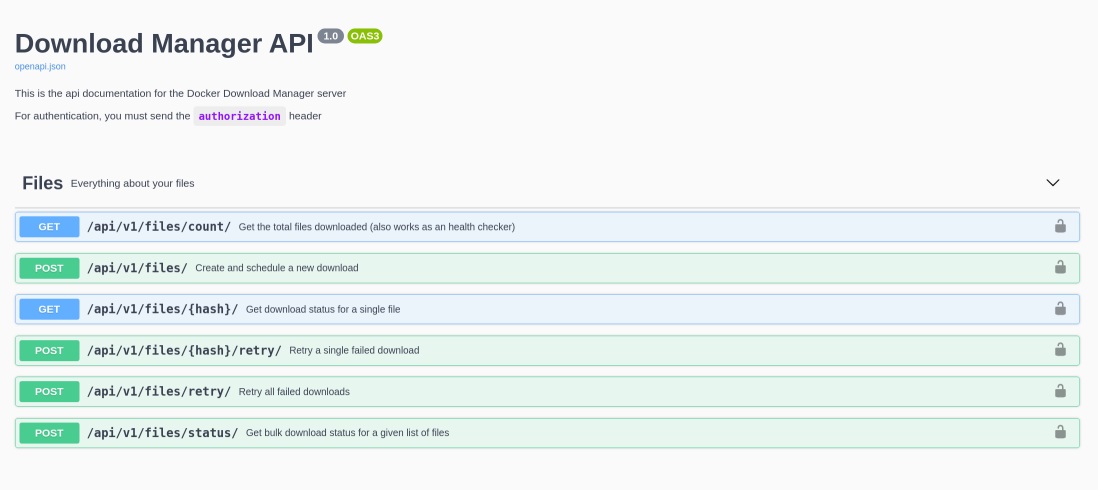 Download Manager API 1.0 OAS3
openapi.json
This is the api documentation for the Docker Download Manager server
For authentication, you must send the authorization header
Files Everything about your files
GET /api/v1/files/count/ Get the total files downloaded (also works as an health checker)
POST /api/v1/files/ Create and schedule a new download
GET /api/v1/files/{hash}/ Get download status for a single file
POST /api/v1/files/{hash}/retry/ Retry a single failed download
POST /api/v1/files/retry/ Retry all failed downloads
POST /api/v1/files/status/ Get bulk download status for a given list of files